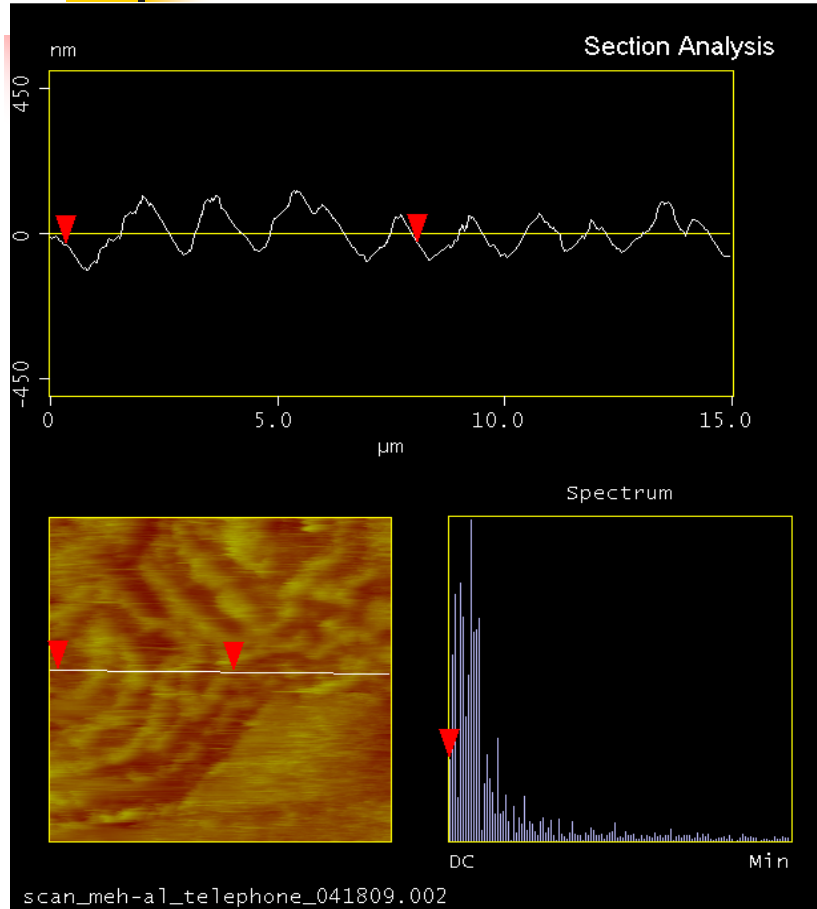 Section Analysis
nm
450
0
-450
0 5.0 10.0 15.0
µm
Spectrum
DC Min
scan_meh-al_telephone_041809.002